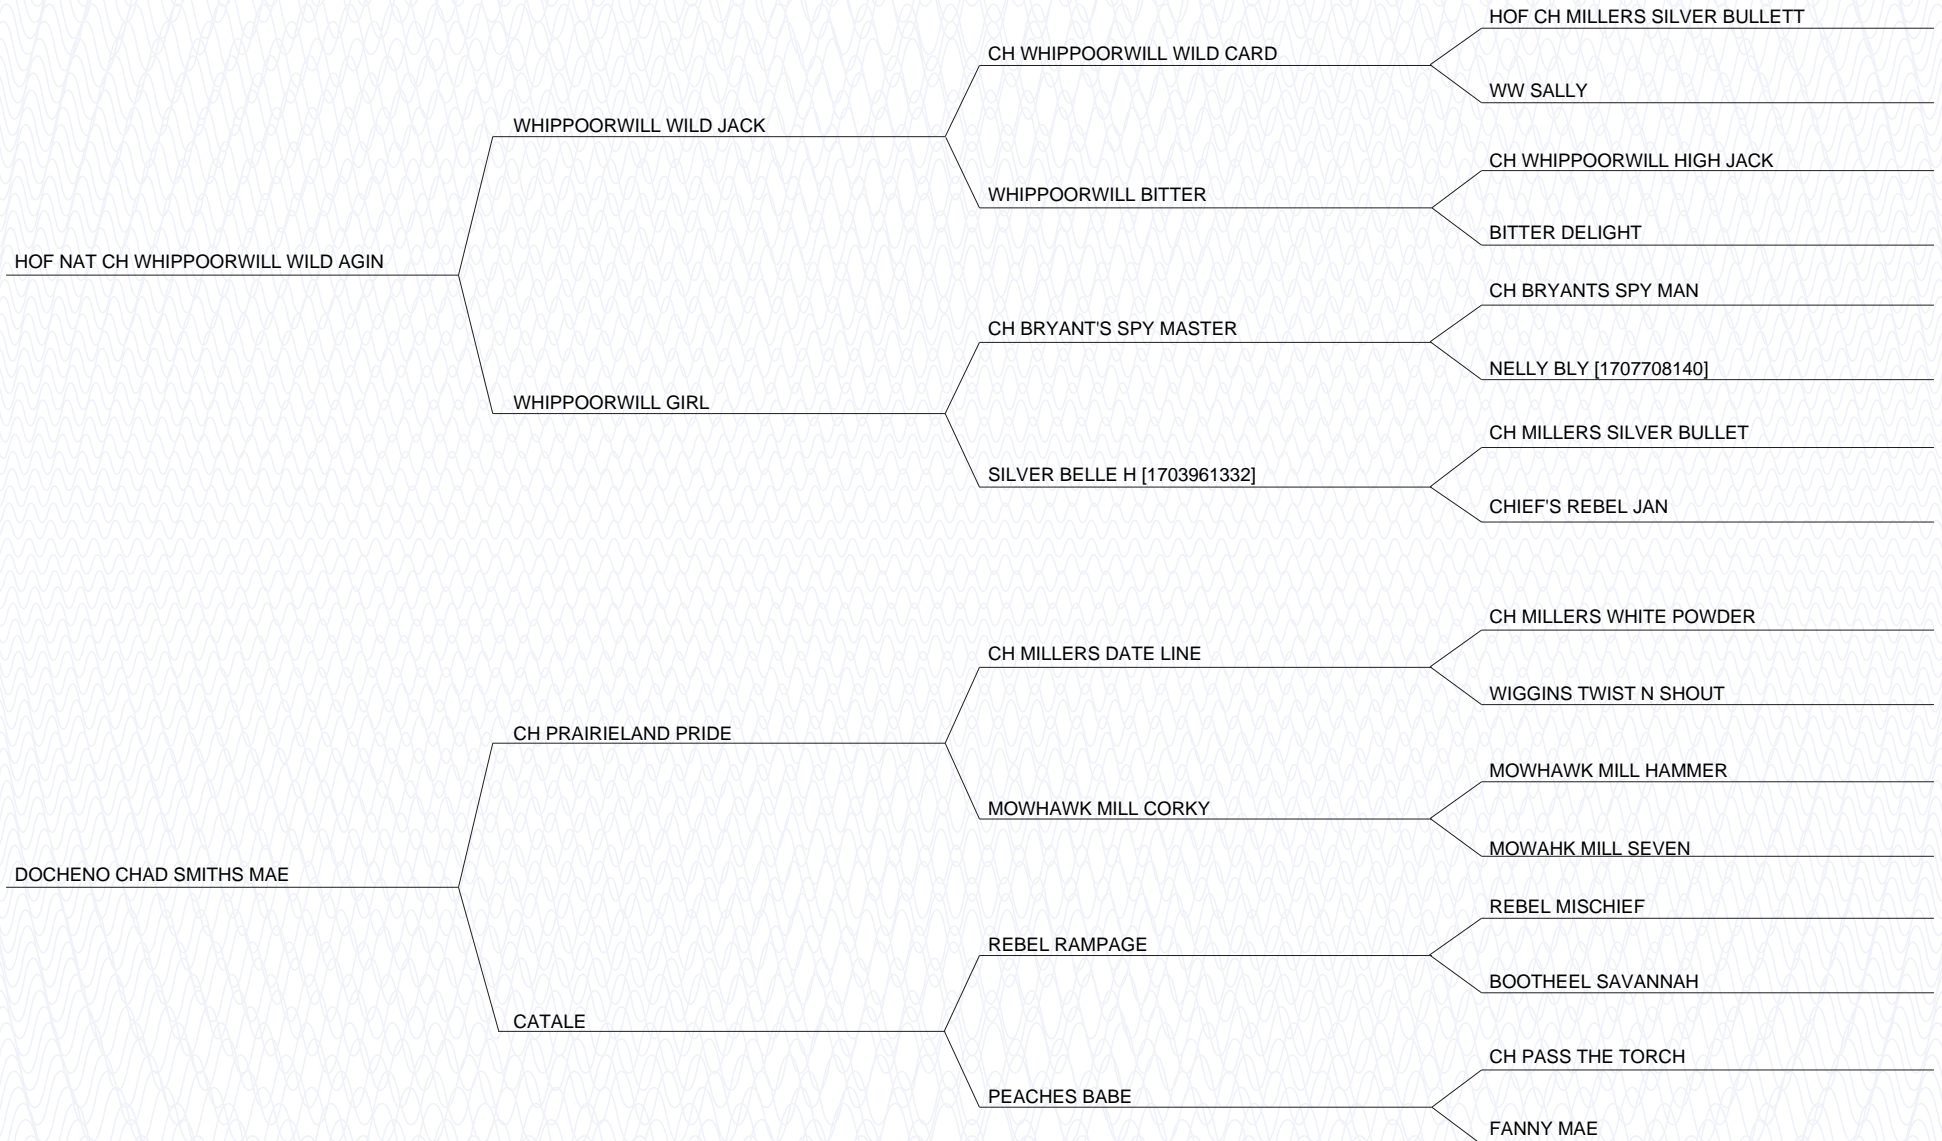 HOF CH MILLERS SILVER BULLETT
CH WHIPPOORWILL WILD CARD
WW SALLY
WHIPPOORWILL WILD JACK
CH WHIPPOORWILL HIGH JACK
WHIPPOORWILL BITTER
BITTER DELIGHT
HOF NAT CH WHIPPOORWILL WILD AGIN
CH BRYANTS SPY MAN
CH BRYANT'S SPY MASTER
NELLY BLY [1707708140]
WHIPPOORWILL GIRL
CH MILLERS SILVER BULLET
SILVER BELLE H [1703961332]
CHIEF'S REBEL JAN
CH MILLERS WHITE POWDER
CH MILLERS DATE LINE
WIGGINS TWIST N SHOUT
CH PRAIRIELAND PRIDE
MOWHAWK MILL HAMMER
MOWHAWK MILL CORKY
MOWAHK MILL SEVEN
DOCHENO CHAD SMITHS MAE
REBEL MISCHIEF
REBEL RAMPAGE
BOOTHEEL SAVANNAH
CATALE
CH PASS THE TORCH
PEACHES BABE
FANNY MAE